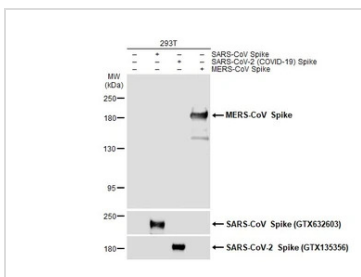 293T
– + – – SARS-CoV Spike
– – + – SARS-CoV-2 (COVID-19) Spike
– – – + MERS-CoV Spike
MW
(kDa)
250
180
130
95
MERS-CoV Spike
250
SARS-CoV Spike (GTX632603)
180
SARS-CoV-2 Spike (GTX135356)